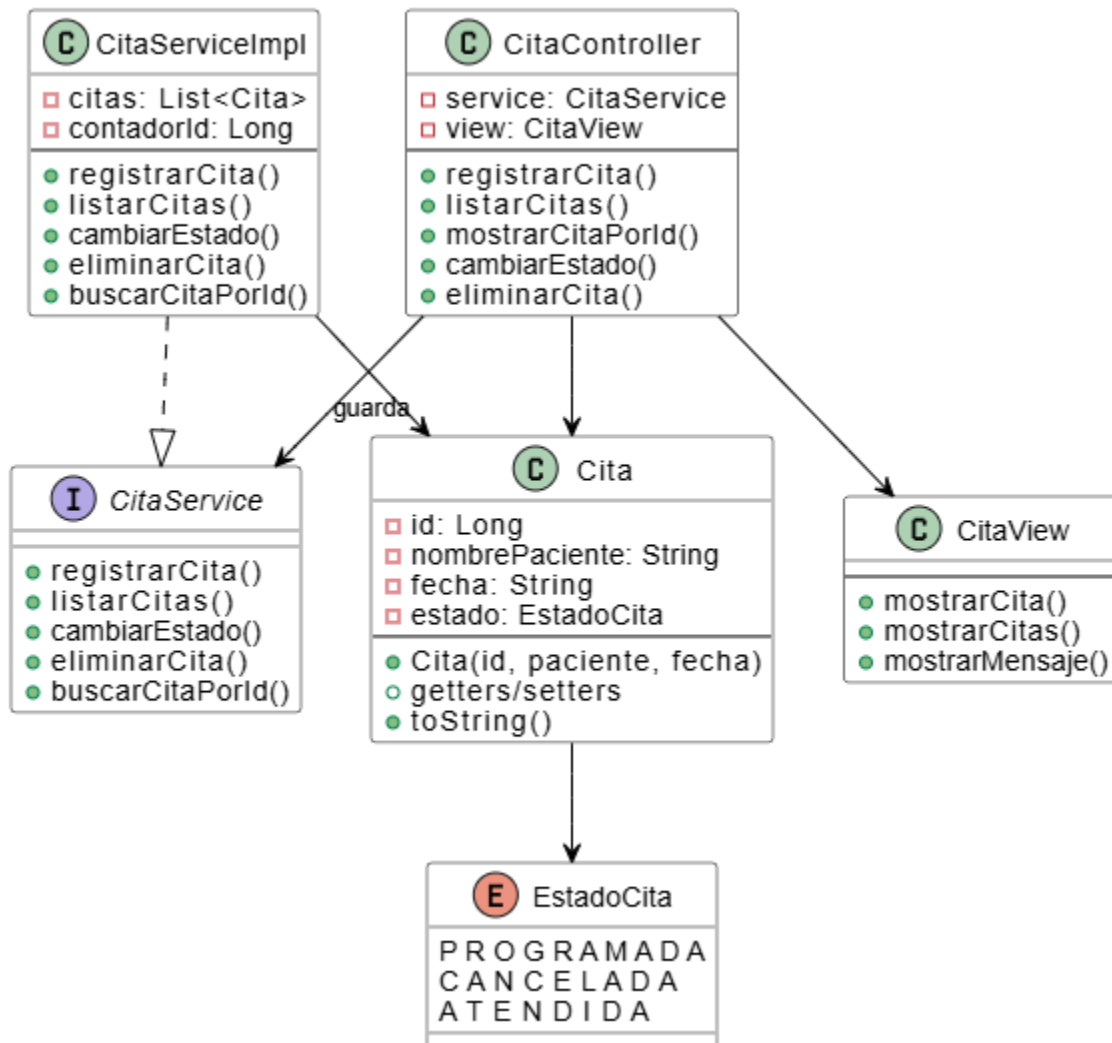 C CitaServiceImpl
citas: List<Cita>
contadorId: Long
registrarCita()
listarCitas()
cambiarEstado()
eliminarCita()
buscarCitaPorId()
C CitaController
service: CitaService
view: CitaView
registrarCita()
listarCitas()
mostrarCitaPorId()
cambiarEstado()
eliminarCita()
guarda
I CitaService
registrarCita()
listarCitas()
cambiarEstado()
eliminarCita()
buscarCitaPorId()
C Cita
id: Long
nombrePaciente: String
fecha: String
estado: EstadoCita
Cita(id, paciente, fecha)
getters/setters
toString()
C CitaView
mostrarCita()
mostrarCitas()
mostrarMensaje()
E EstadoCita
PROGRAMADA
CANCELADA
ATENDIDA